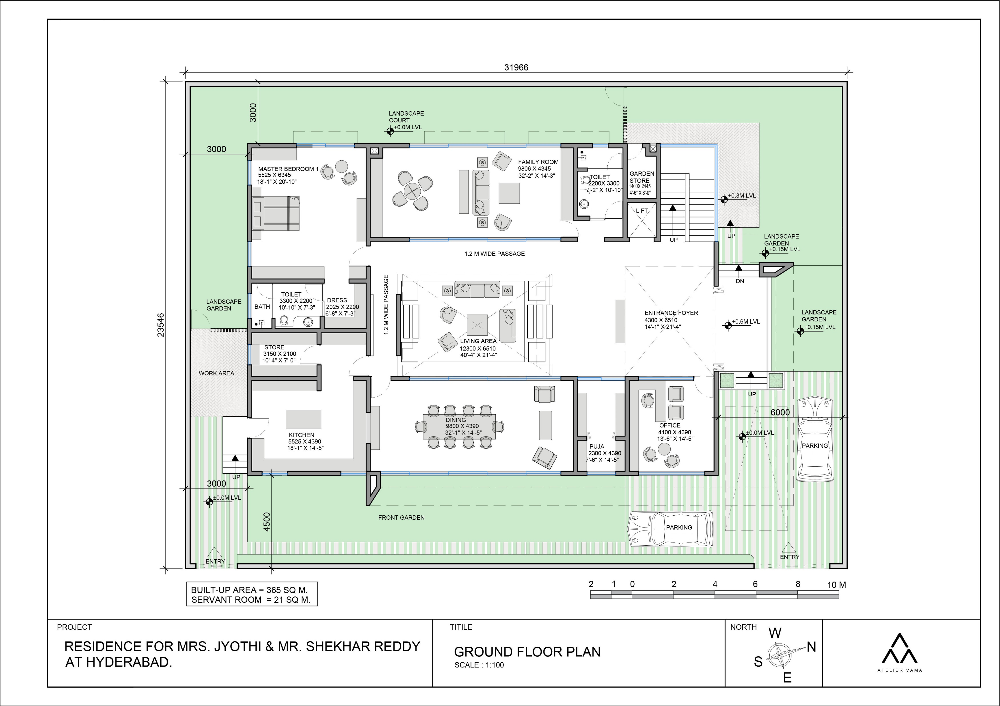 31966
3000
LANDSCAPE
COURT
±0.0M LVL
3000
MASTER BEDROOM 1
5525 X 6345
18'-1" X 20'-10"
FAMILY ROOM
9806 X 4345
32'-2" X 14'-3"
TOILET
2200X 3300
7'-2" X 10'-10"
GARDEN
STORE
1400X 2445
4'-6" X 8'-0"
LIFT
UP
+0.3M LVL
UP
LANDSCAPE
GARDEN
+0.15M LVL
1.2 M WIDE PASSAGE
1.2 M WIDE PASSAGE
DN
23546
LANDSCAPE
GARDEN
BATH
TOILET
3300 X 2200
10'-10" X 7'-3"
DRESS
2025 X 2200
6'-8" X 7'-3"
ENTRANCE FOYER
4300 X 6510
14'-1" X 21'-4"
+0.6M LVL
LANDSCAPE
GARDEN
+0.15M LVL
LIVING AREA
12300 X 6510
40'-4" X 21'-4"
STORE
3150 X 2100
10'-4" X 7'-0"
WORK AREA
UP
6000
±0.0M LVL
PARKING
KITCHEN
5525 X 4390
18'-1" X 14'-5"
DINING
9800 X 4390
32'-1" X 14'-5"
PUJA
2300 X 4390
7'-6" X 14'-5"
OFFICE
4100 X 4390
13'-6" X 14'-5"
UP
3000
±0.0M LVL
4500
FRONT GARDEN
PARKING
ENTRY
ENTRY
BUILT-UP AREA = 365 SQ M.
SERVANT ROOM = 21 SQ M.
2 1 0 2 4 6 8 10 M
PROJECT
RESIDENCE FOR MRS. JYOTHI & MR. SHEKHAR REDDY
AT HYDERABAD.
TITILE
GROUND FLOOR PLAN
SCALE : 1:100
NORTH
W
N
S
E
ATELIER VAMA